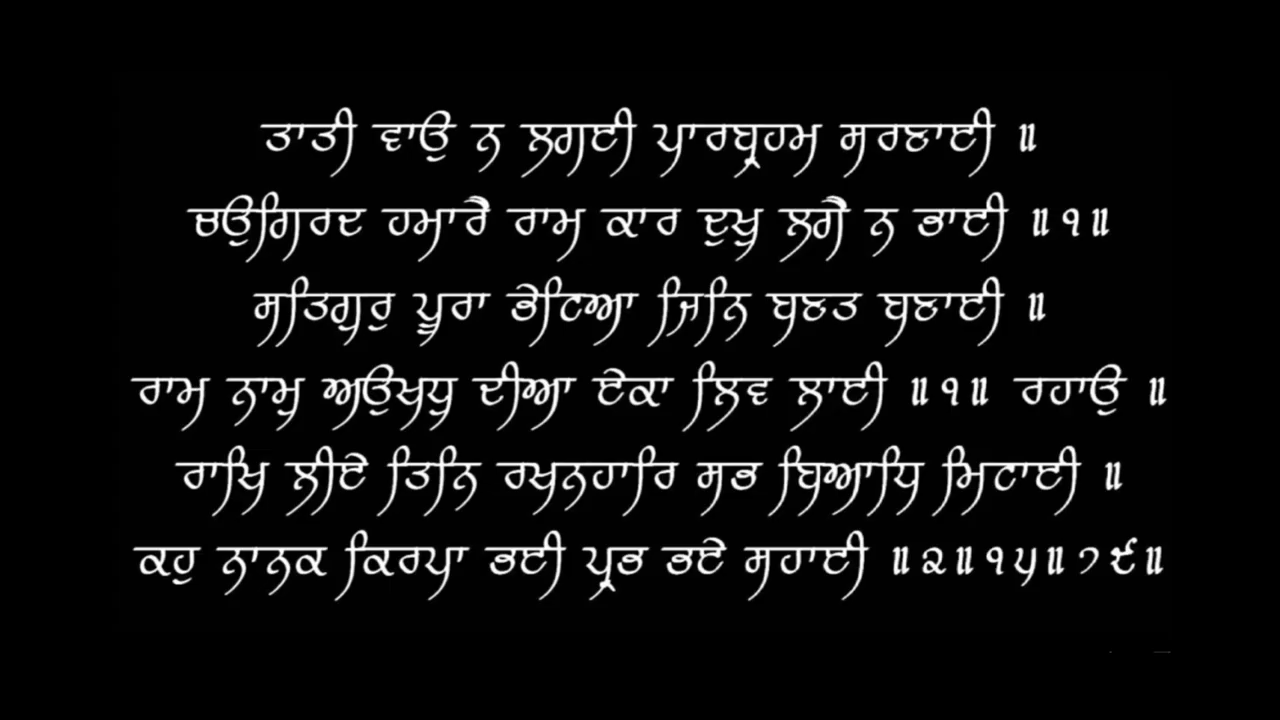 ਤਾਤੀ ਵਾਉ ਨ ਲਗਈ ਪਾਰਬ੍ਰਹਮ ਸਰਣਾਈ ॥
ਚਉਗਿਰਦ ਹਮਾਰੈ ਰਾਮ ਕਾਰ ਦੁਖੁ ਲਗੈ ਨ ਭਾਈ ॥੧॥
ਸਤਿਗੁਰੁ ਪੂਰਾ ਭੇਟਿਆ ਜਿਨਿ ਬਣਤ ਬਣਾਈ ॥
ਰਾਮ ਨਾਮੁ ਅਉਖਧੁ ਦੀਆ ਏਕਾ ਲਿਵ ਲਾਈ ॥੧॥ ਰਹਾਉ ॥
ਰਾਖਿ ਲੀਏ ਤਿਨਿ ਰਖਨਹਾਰਿ ਸਭ ਬਿਆਧਿ ਮਿਟਾਈ ॥
ਕਹੁ ਨਾਨਕ ਕਿਰਪਾ ਭਈ ਪ੍ਰਭ ਭਏ ਸਹਾਈ ॥੨॥੧੫॥੭੯॥